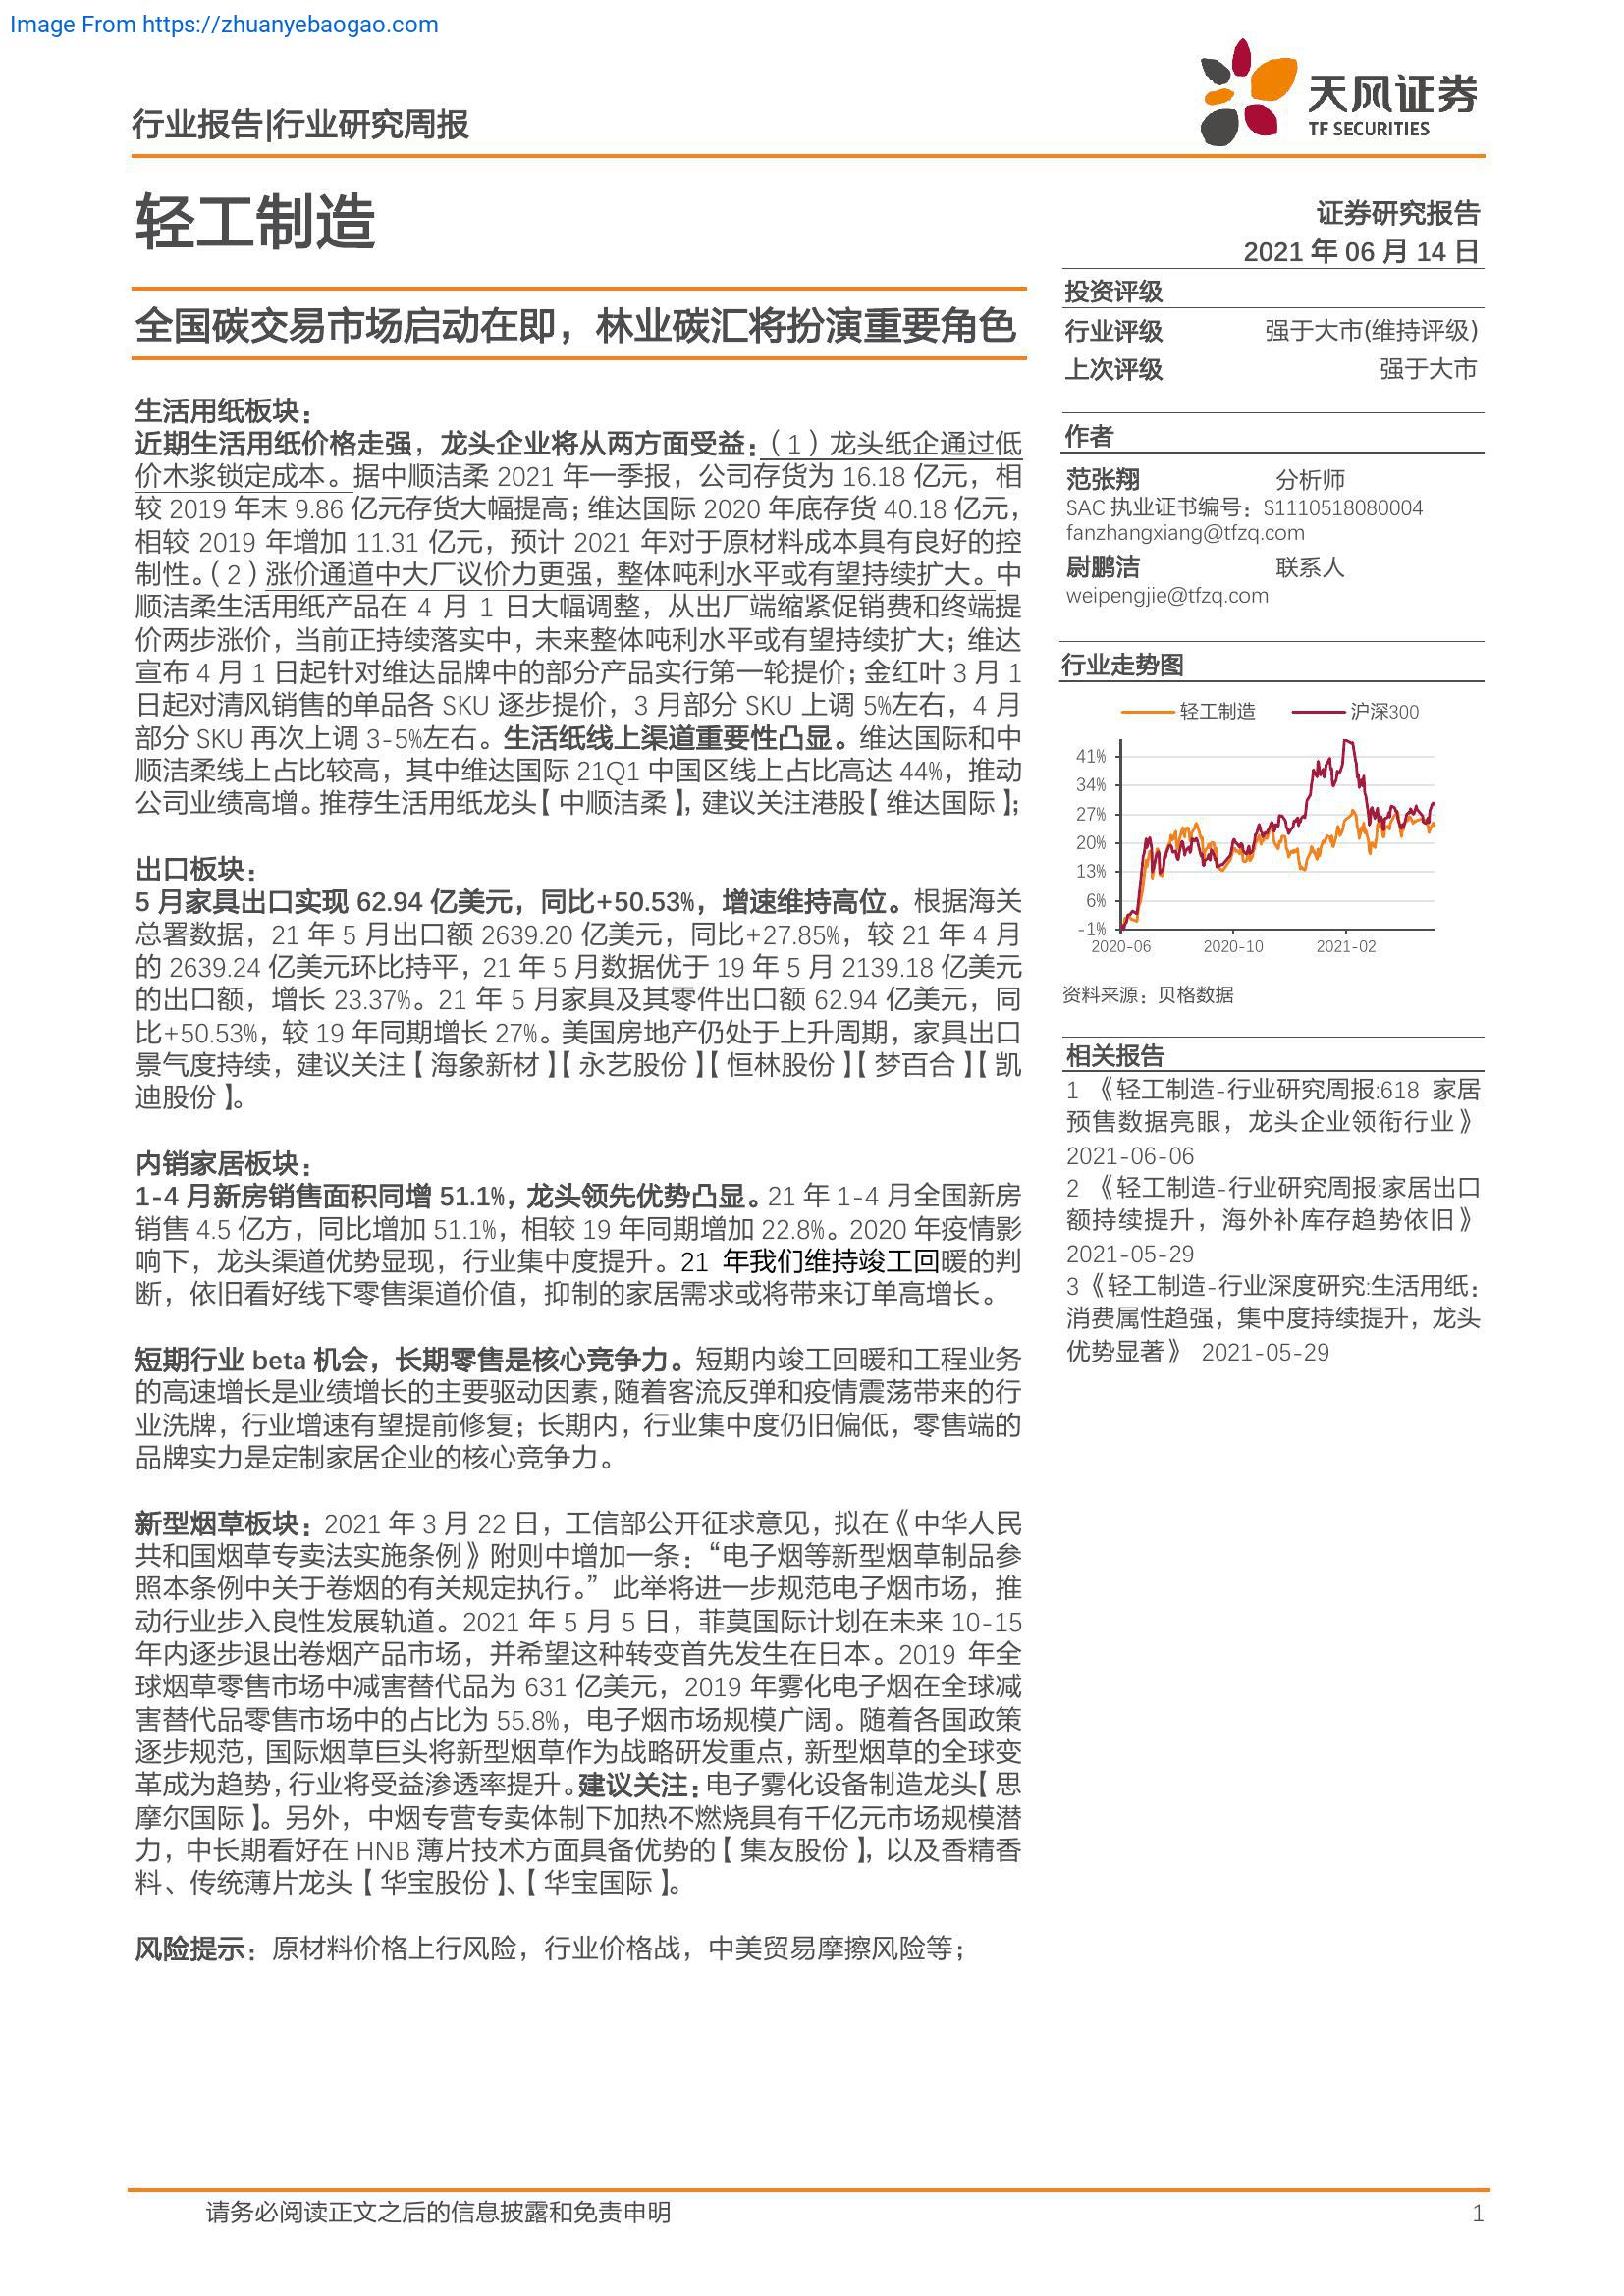 Image From https://zhuanyebaogao.com
行业报告|行业研究周报
天风证券
TF SECURITIES
轻工制造
证券研究报告
2021 年 06 月 14 日
全国碳交易市场启动在即，林业碳汇将扮演重要角色
生活用纸板块：
近期生活用纸价格走强，龙头企业将从两方面受益：（1）龙头纸企通过低
价木浆锁定成本。据中顺洁柔 2021 年一季报，公司存货为 16.18 亿元，相
较 2019 年末 9.86 亿元存货大幅提高；维达国际 2020 年底存货 40.18 亿元，
相较 2019 年增加 11.31 亿元，预计 2021 年对于原材料成本具有良好的控
制性。（2）涨价通道中大厂议价力更强，整体吨利水平或有望持续扩大。中
顺洁柔生活用纸产品在 4 月 1 日大幅调整，从出厂端缩紧促销费和终端提
价两步涨价，当前正持续落实中，未来整体吨利水平或有望持续扩大；维达
宣布 4 月 1 日起针对维达品牌中的部分产品实行第一轮提价；金红叶 3 月 1
日起对清风销售的单品各 SKU 逐步提价，3 月部分 SKU 上调 5%左右，4 月
部分 SKU 再次上调 3-5%左右。生活纸线上渠道重要性凸显。维达国际和中
顺洁柔线上占比较高，其中维达国际 21Q1 中国区线上占比高达 44%，推动
公司业绩高增。推荐生活用纸龙头【中顺洁柔】，建议关注港股【维达国际】；
出口板块：
5 月家具出口实现 62.94 亿美元，同比+50.53%，增速维持高位。根据海关
总署数据，21 年 5 月出口额 2639.20 亿美元，同比+27.85%，较 21 年 4 月
的 2639.24 亿美元环比持平，21 年 5 月数据优于 19 年 5 月 2139.18 亿美元
的出口额，增长 23.37%。21 年 5 月家具及其零件出口额 62.94 亿美元，同
比+50.53%，较 19 年同期增长 27%。美国房地产仍处于上升周期，家具出口
景气度持续，建议关注【海象新材】【永艺股份】【恒林股份】【梦百合】【凯
迪股份】。
内销家居板块：
1-4 月新房销售面积同增 51.1%，龙头领先优势凸显。21 年 1-4 月全国新房
销售 4.5 亿方，同比增加 51.1%，相较 19 年同期增加 22.8%。2020 年疫情影
响下，龙头渠道优势显现，行业集中度提升。21 年我们维持竣工回暖的判
断，依旧看好线下零售渠道价值，抑制的家居需求或将带来订单高增长。
短期行业 beta 机会，长期零售是核心竞争力。短期内竣工回暖和工程业务
的高速增长是业绩增长的主要驱动因素，随着客流反弹和疫情震荡带来的行
业洗牌，行业增速有望提前修复；长期内，行业集中度仍旧偏低，零售端的
品牌实力是定制家居企业的核心竞争力。
新型烟草板块：2021 年 3 月 22 日，工信部公开征求意见，拟在《中华人民
共和国烟草专卖法实施条例》附则中增加一条：“电子烟等新型烟草制品参
照本条例中关于卷烟的有关规定执行。”此举将进一步规范电子烟市场，推
动行业步入良性发展轨道。2021 年 5 月 5 日，菲莫国际计划在未来 10-15
年内逐步退出卷烟产品市场，并希望这种转变首先发生在日本。2019 年全
球烟草零售市场中减害替代品为 631 亿美元，2019 年雾化电子烟在全球减
害替代品零售市场中的占比为 55.8%，电子烟市场规模广阔。随着各国政策
逐步规范，国际烟草巨头将新型烟草作为战略研发重点，新型烟草的全球变
革成为趋势，行业将受益渗透率提升。建议关注：电子雾化设备制造龙头【思
摩尔国际】。另外，中烟专营专卖体制下加热不燃烧具有千亿元市场规模潜
力，中长期看好在 HNB 薄片技术方面具备优势的【集友股份】，以及香精香
料、传统薄片龙头【华宝股份】、【华宝国际】。
风险提示：原材料价格上行风险，行业价格战，中美贸易摩擦风险等；
投资评级
行业评级 强于大市(维持评级)
上次评级 强于大市
作者
范张翔 分析师
SAC 执业证书编号：S1110518080004
fanzhangxiang@tfzq.com
尉鹏洁 联系人
weipengjie@tfzq.com
行业走势图
轻工制造 沪深300
41%
34%
27%
20%
13%
6%
-1%
2020-06 2020-10 2021-02
资料来源：贝格数据
相关报告
1 《轻工制造-行业研究周报:618 家居
预售数据亮眼，龙头企业领衔行业》
2021-06-06
2 《轻工制造-行业研究周报:家居出口
额持续提升，海外补库存趋势依旧》
2021-05-29
3《轻工制造-行业深度研究:生活用纸：
消费属性趋强，集中度持续提升，龙头
优势显著》 2021-05-29
请务必阅读正文之后的信息披露和免责申明 1